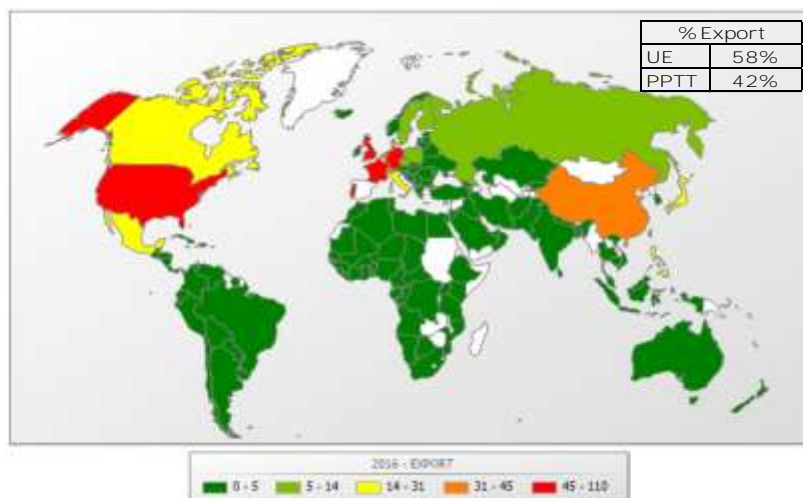 % Export
UE 58%
PPTT 42%
2016 - EXPORT
0 - 5 5 - 14 14 - 31 31 - 45 45 - 110